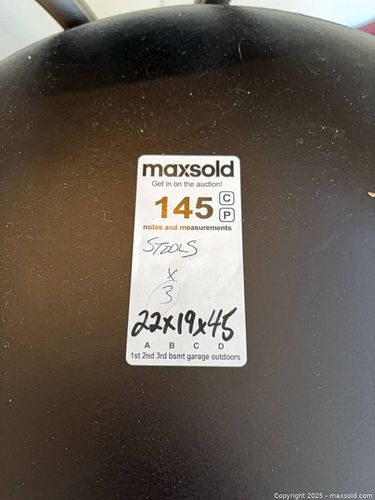 maxsold
Get in on the auction!
145 C
P
notes and measurements
STOOLS
x
3
22x19x45
A B C D
1st 2nd 3rd bsmt garage outdoors
Copyright 2025 - maxsold.com